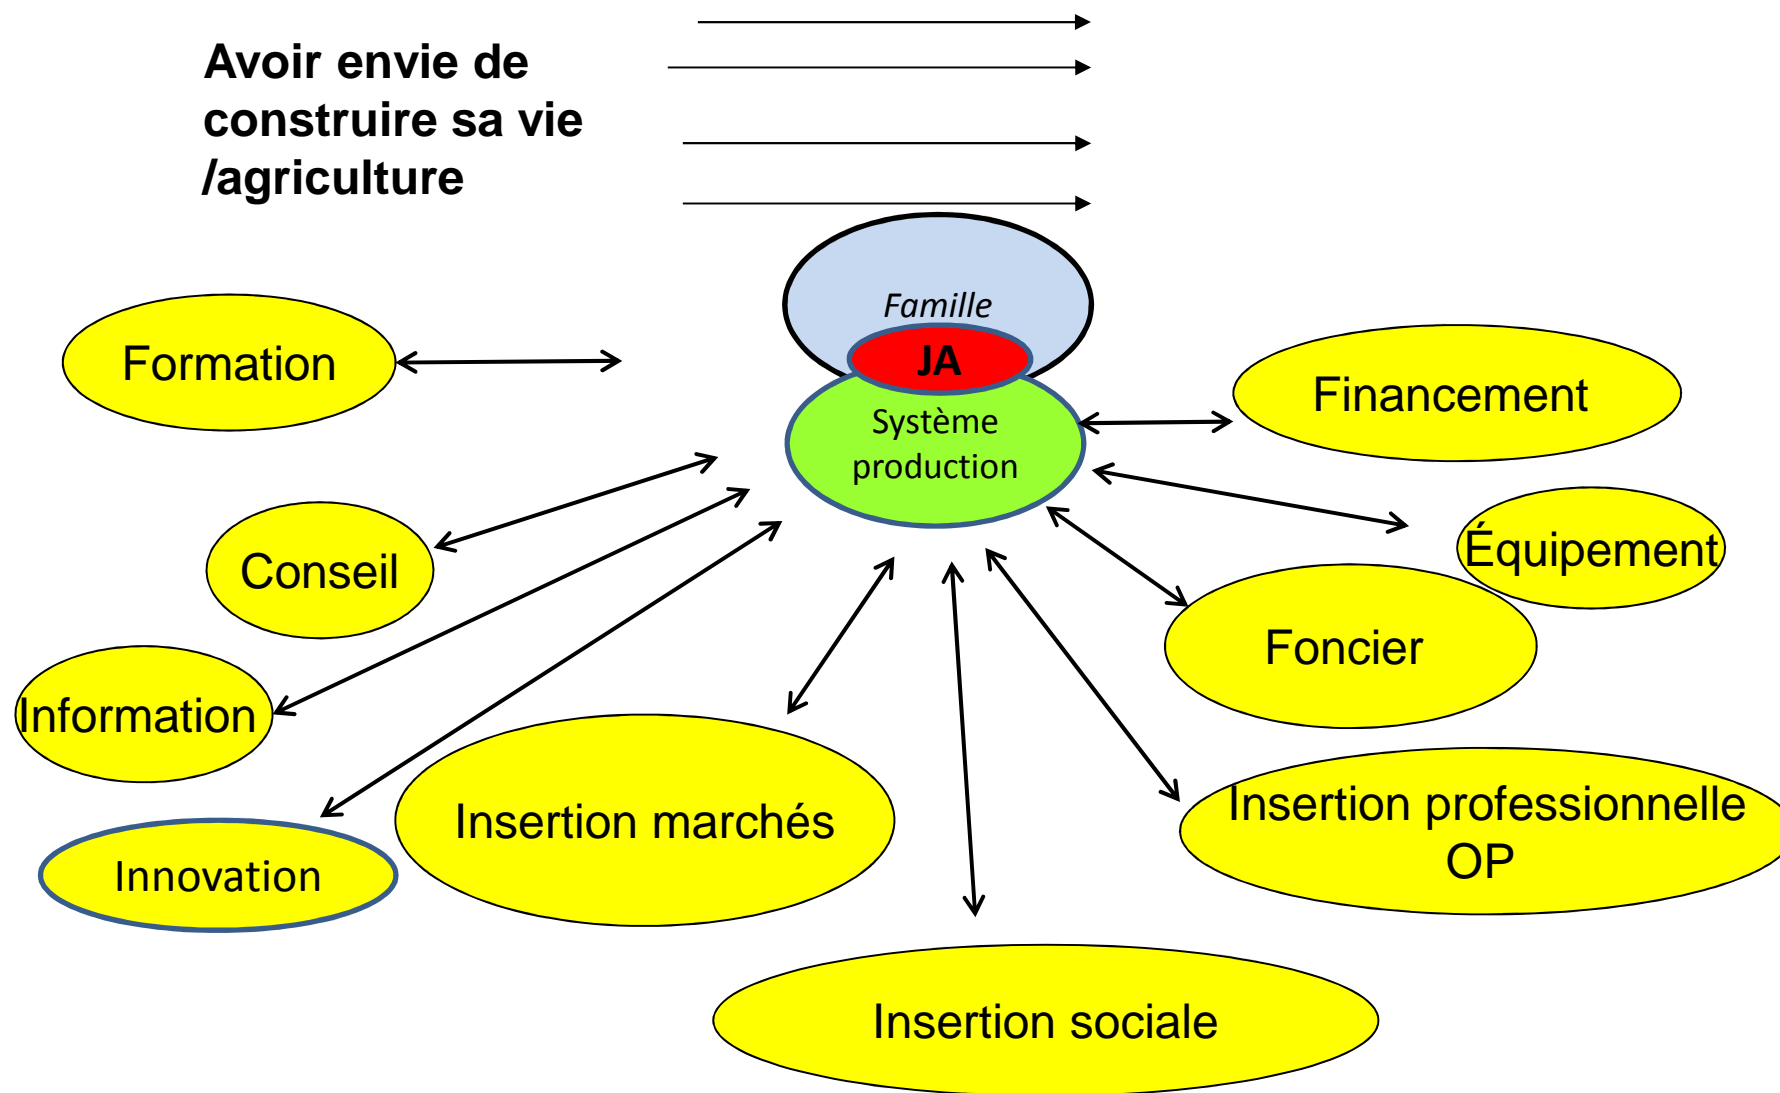 Avoir envie de
construire sa vie
/agriculture
Famille
JA
Système
production
Formation
Financement
Conseil
Équipement
Foncier
Information
Insertion marchés
Insertion professionnelle
OP
Innovation
Insertion sociale